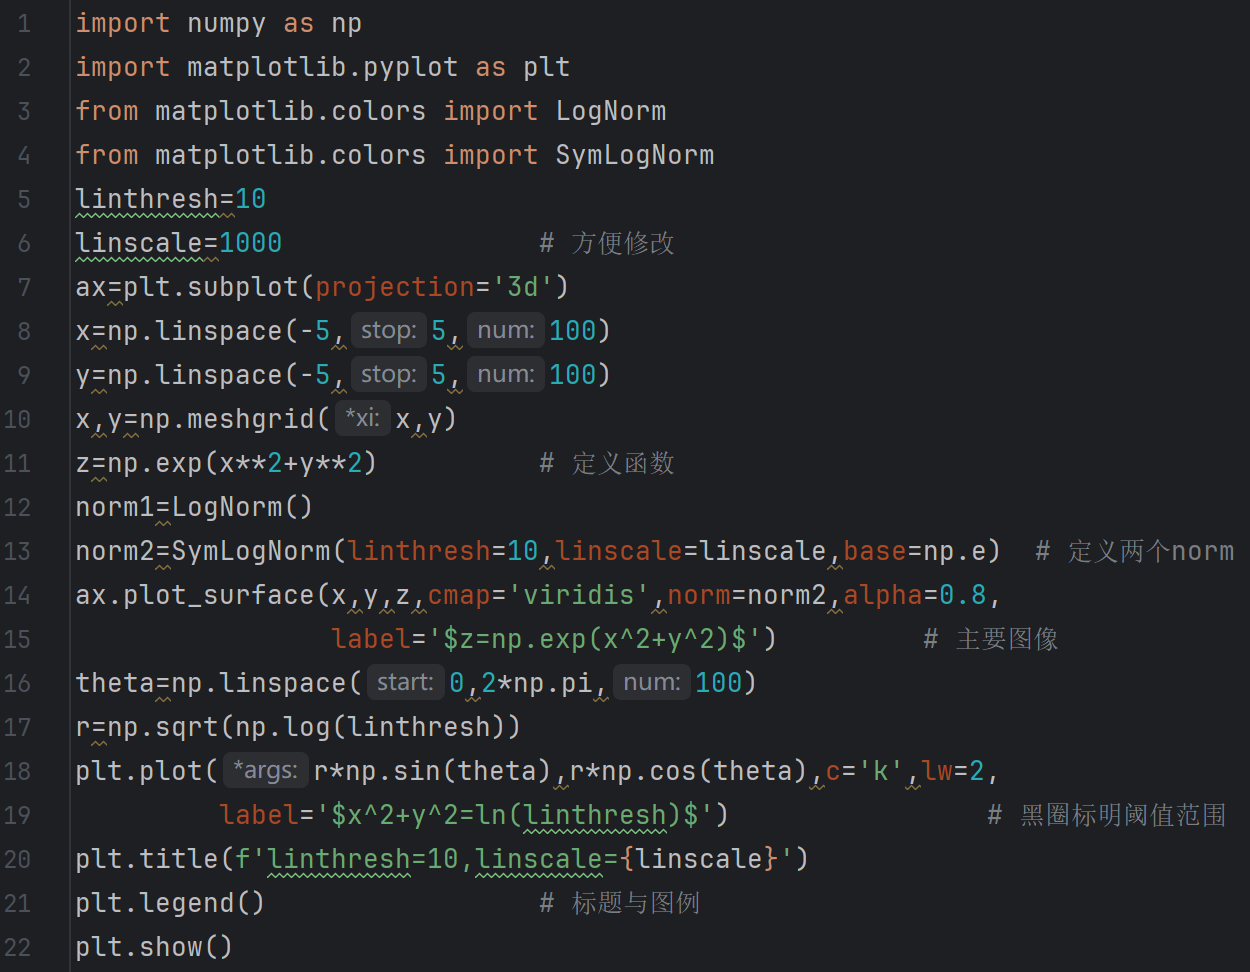 1 import numpy as np
2 import matplotlib.pyplot as plt
3 from matplotlib.colors import LogNorm
4 from matplotlib.colors import SymLogNorm
5 linthresh=10
6 linscale=1000 # 方便修改
7 ax=plt.subplot(projection='3d')
8 x=np.linspace(-5, stop: 5, num: 100)
9 y=np.linspace(-5, stop: 5, num: 100)
10 x,y=np.meshgrid( *xi: x,y)
11 z=np.exp(x**2+y**2) # 定义函数
12 norm1=LogNorm()
13 norm2=SymLogNorm(linthresh=10,linscale=linscale,base=np.e) # 定义两个norm
14 ax.plot_surface(x,y,z,cmap='viridis',norm=norm2,alpha=0.8,
15 label='$z=np.exp(x^2+y^2)$') # 主要图像
16 theta=np.linspace( start: 0,2*np.pi, num: 100)
17 r=np.sqrt(np.log(linthresh))
18 plt.plot( *args: r*np.sin(theta),r*np.cos(theta),c='k',lw=2,
19 label='$x^2+y^2=ln(linthresh)$') # 黑圈标明阈值范围
20 plt.title(f'linthresh=10,linscale={linscale}')
21 plt.legend() # 标题与图例
22 plt.show()